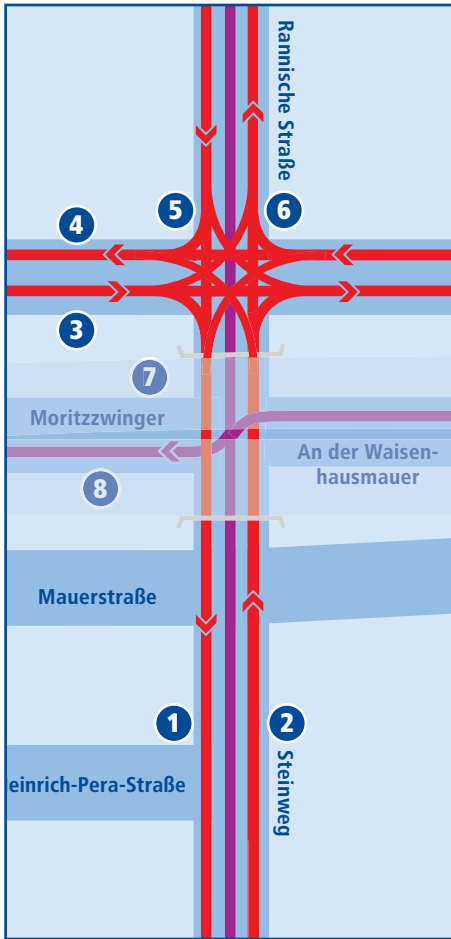 Rannische Straße
5
6
4
3
7
Moritzzwinger
An der Waisen-
hausmauer
8
Mauerstraße
1
2
einrich-Pera-Straße
Steinweg